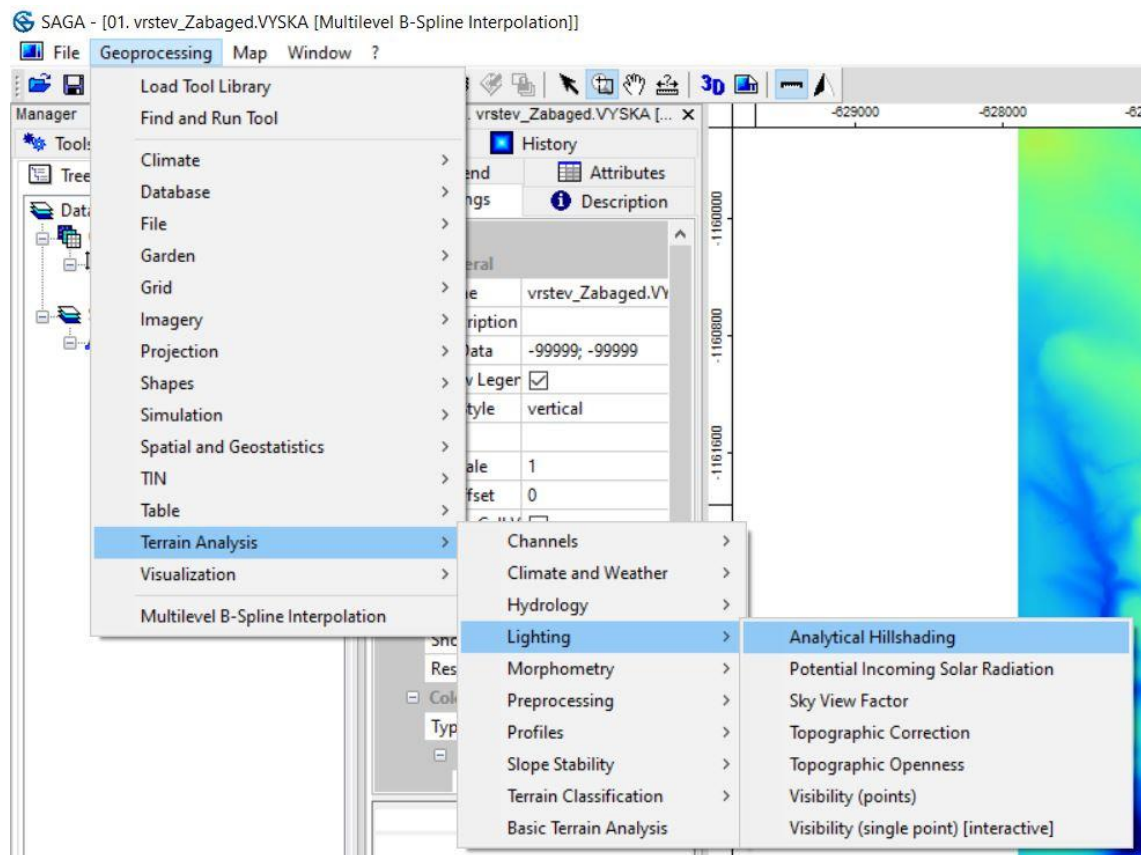 SAGA - [01. vrstev_Zabaged.VYSKA [Multilevel B-Spline Interpolation]]
File Geoprocessing Map Window ?
3D
Manager
Load Tool Library
Find and Run Tool
Climate
Database
File
Garden
Grid
Imagery
Projection
Shapes
Simulation
Spatial and Geostatistics
TIN
Table
Terrain Analysis
Visualization
Multilevel B-Spline Interpolation
Channels
Climate and Weather
Hydrology
Lighting
Morphometry
Preprocessing
Profiles
Slope Stability
Terrain Classification
Basic Terrain Analysis
Analytical Hillshading
Potential Incoming Solar Radiation
Sky View Factor
Topographic Correction
Topographic Openness
Visibility (points)
Visibility (single point) [interactive]
. vrstev_Zabaged.VYSKA [...
History
Attributes
Description
vrstev_Zabaged.VY
-99999; -99999
vertical
1
0
-629000 -628000
-1160000
-1160800
-1161600